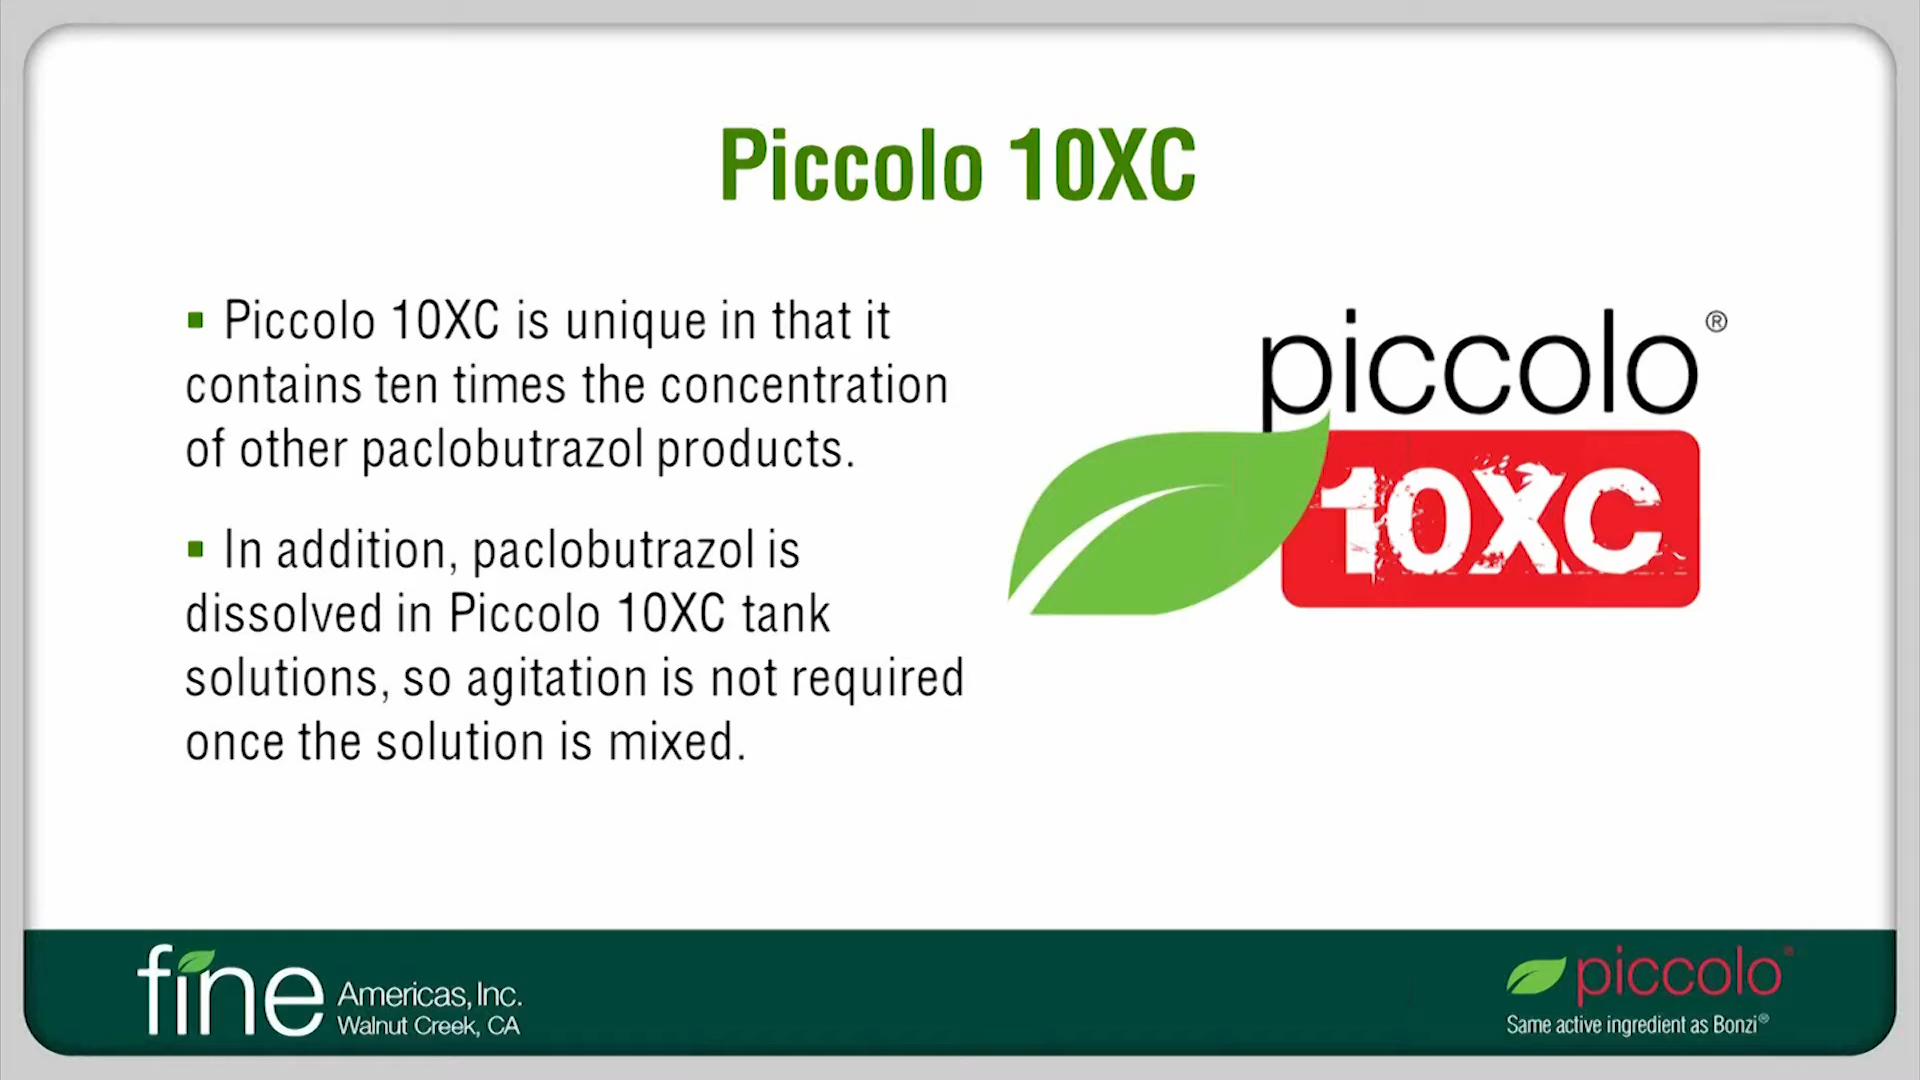 Piccolo 10XC
▪ Piccolo 10XC is unique in that it
contains ten times the concentration
of other paclobutrazol products.
▪ In addition, paclobutrazol is
dissolved in Piccolo 10XC tank
solutions, so agitation is not required
once the solution is mixed.
piccolo®
10XC
fine Americas, Inc.
Walnut Creek, CA
piccolo®
Same active ingredient as Bonzi®